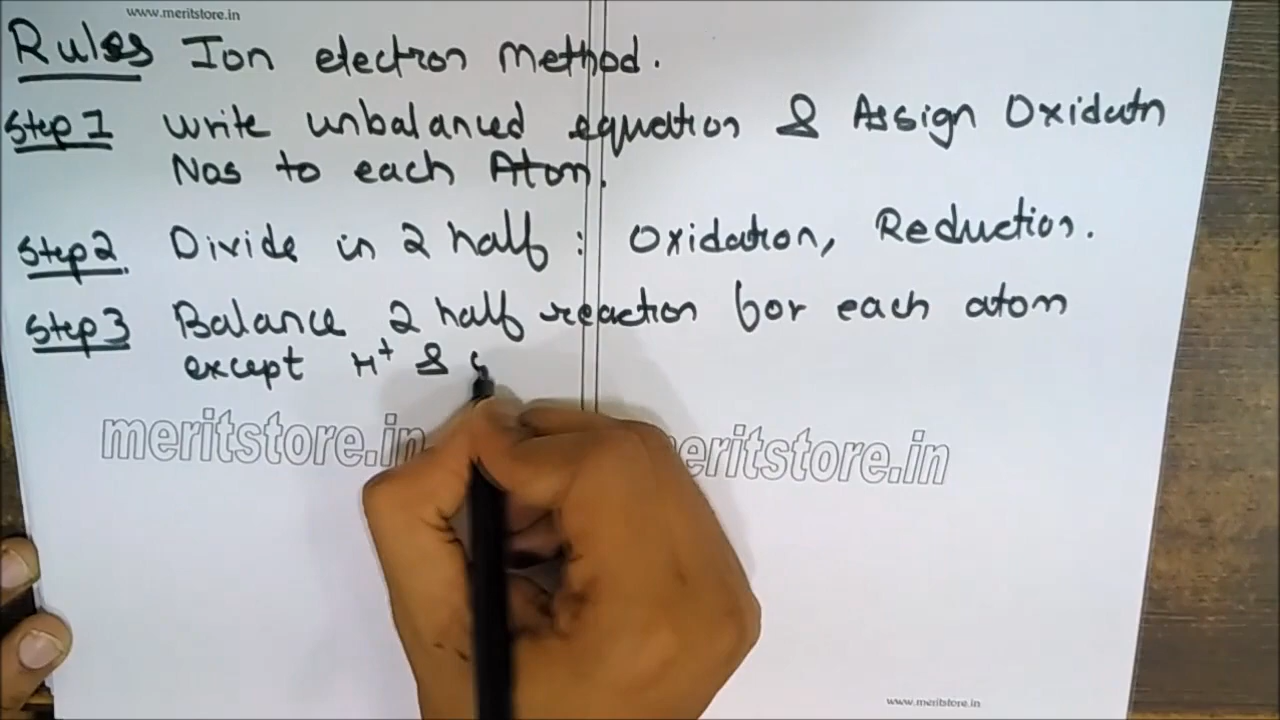 www.meritstore.in
Rules Ion electron Method.
Step 1 Write unbalanced equation & Assign Oxidatn
Nos to each Atom.
Step 2. Divide in 2 half : Oxidation, Reduction.
Step 3 Balance 2 half reaction for each atom
except H+ &
meritstore.in
eritstore.in
www.meritstore.in